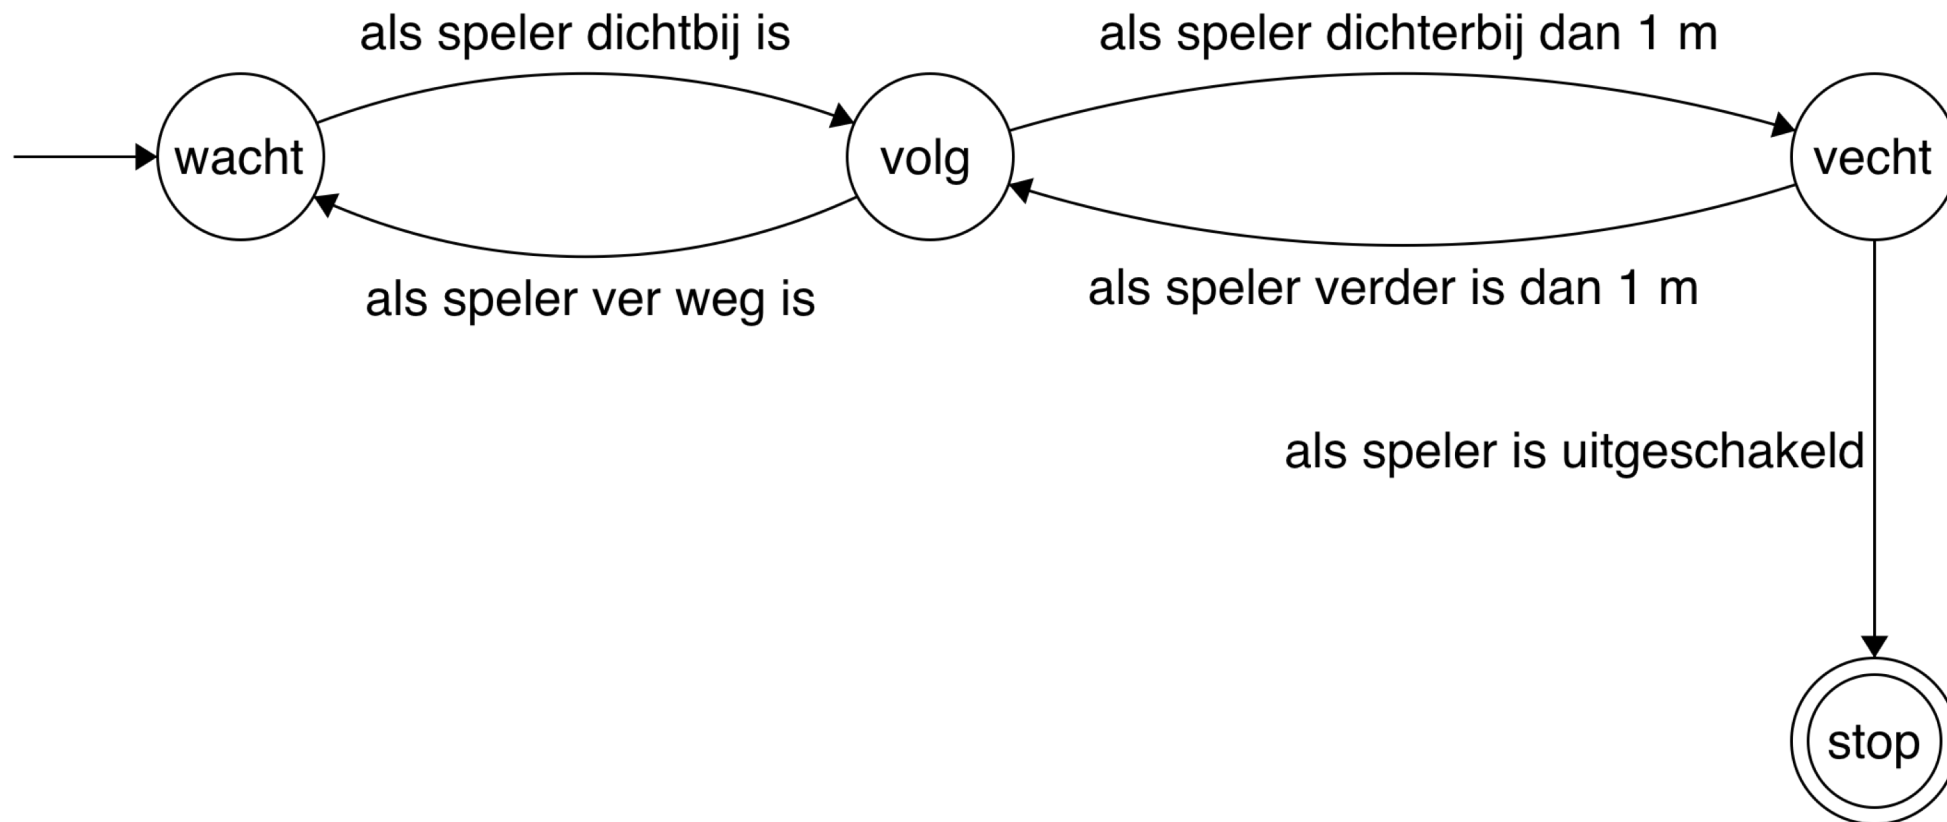 als speler dichtbij is
als speler dichterbij dan 1 m
wacht
volg
vecht
als speler ver weg is
als speler verder is dan 1 m
als speler is uitgeschakeld
stop